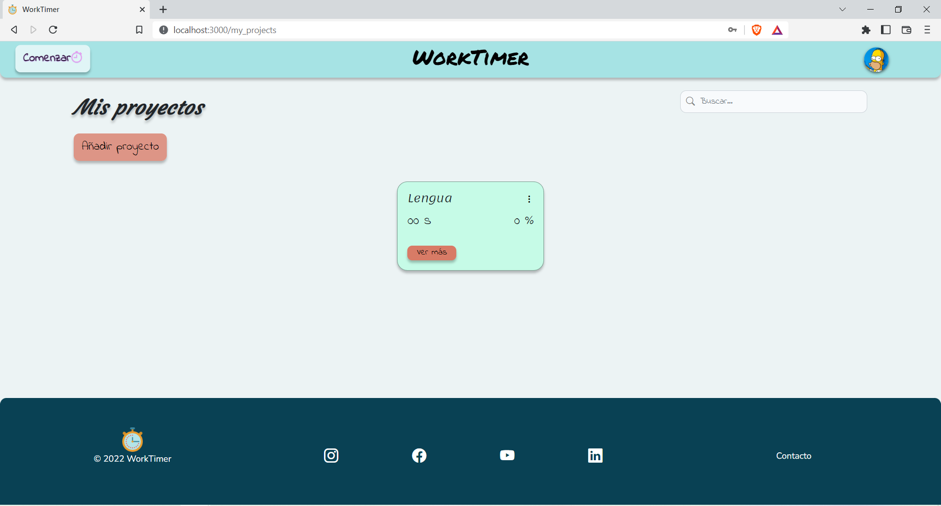 WorkTimer
localhost:3000/my_projects
Comenzar
WorkTimer
Mis proyectos
Buscar...
Añadir proyecto
Lengua
00 s 0 %
Ver más
© 2022 WorkTimer
Contacto